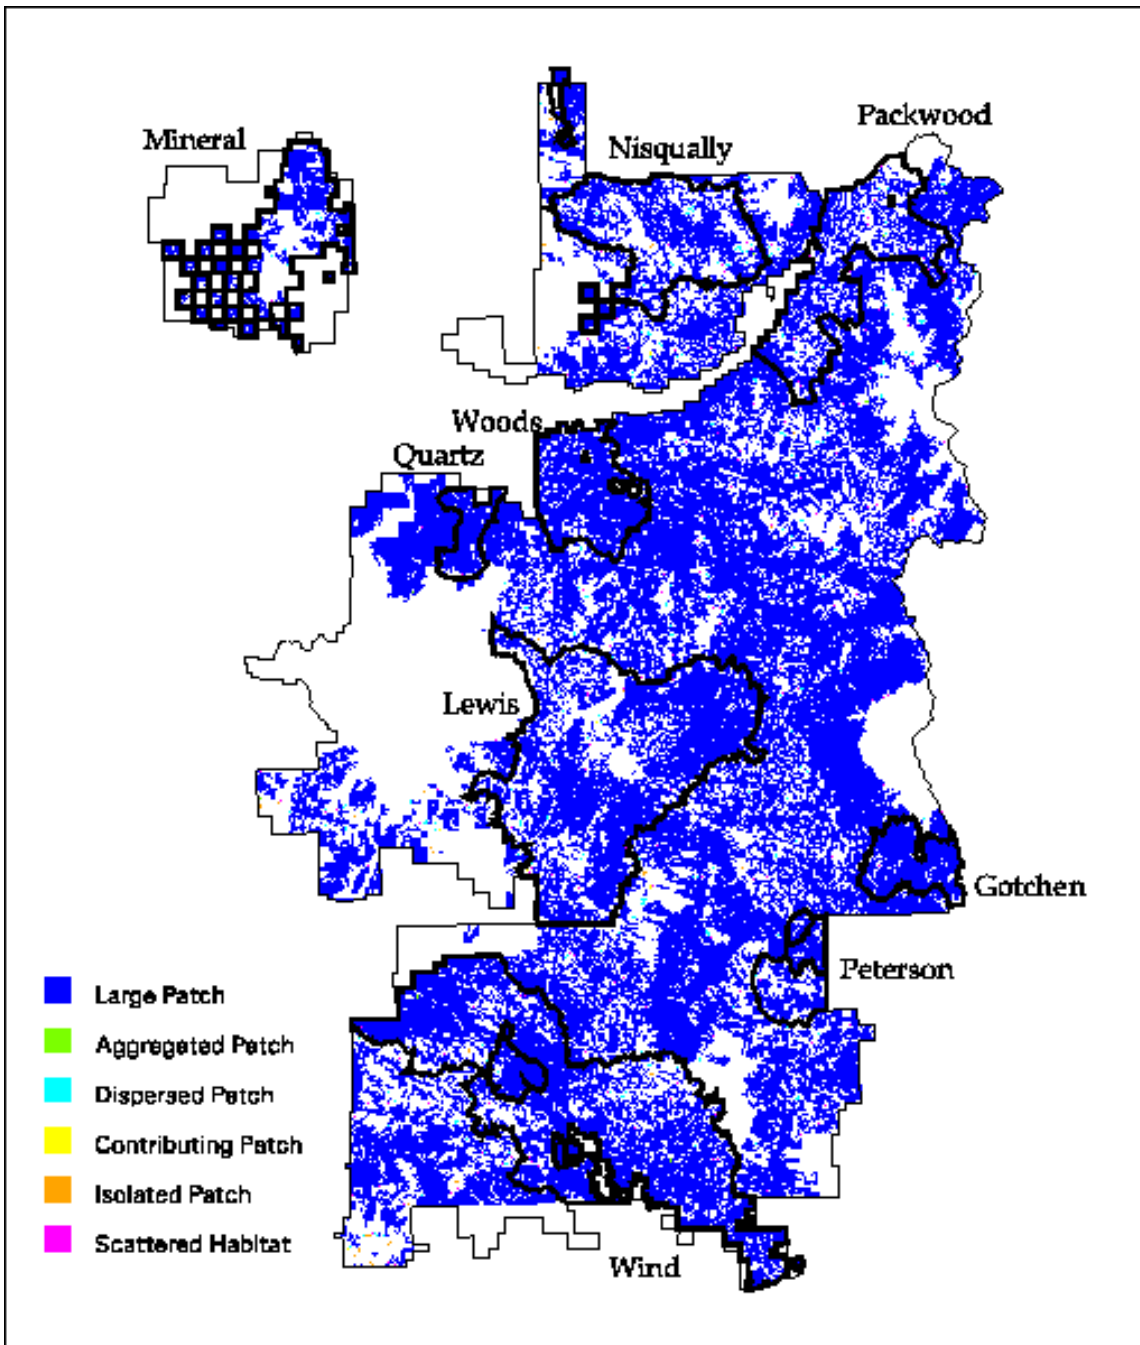 Packwood
Mineral
Nisqually
Woods
Quartz
Lewis
Gotchen
Peterson
Large Patch
Aggregated Patch
Dispersed Patch
Contributing Patch
Isolated Patch
Scattered Habitat
Wind